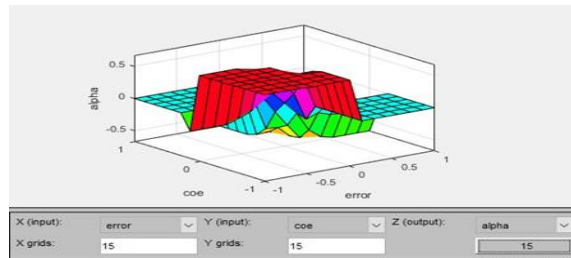 0.5
0
-0.5
alpha
1
0
-1
coe
-1
-0.5
0
0.5
1
error
X (input): error Y (input): coe Z (output): alpha
X grids: 15 Y grids: 15 15